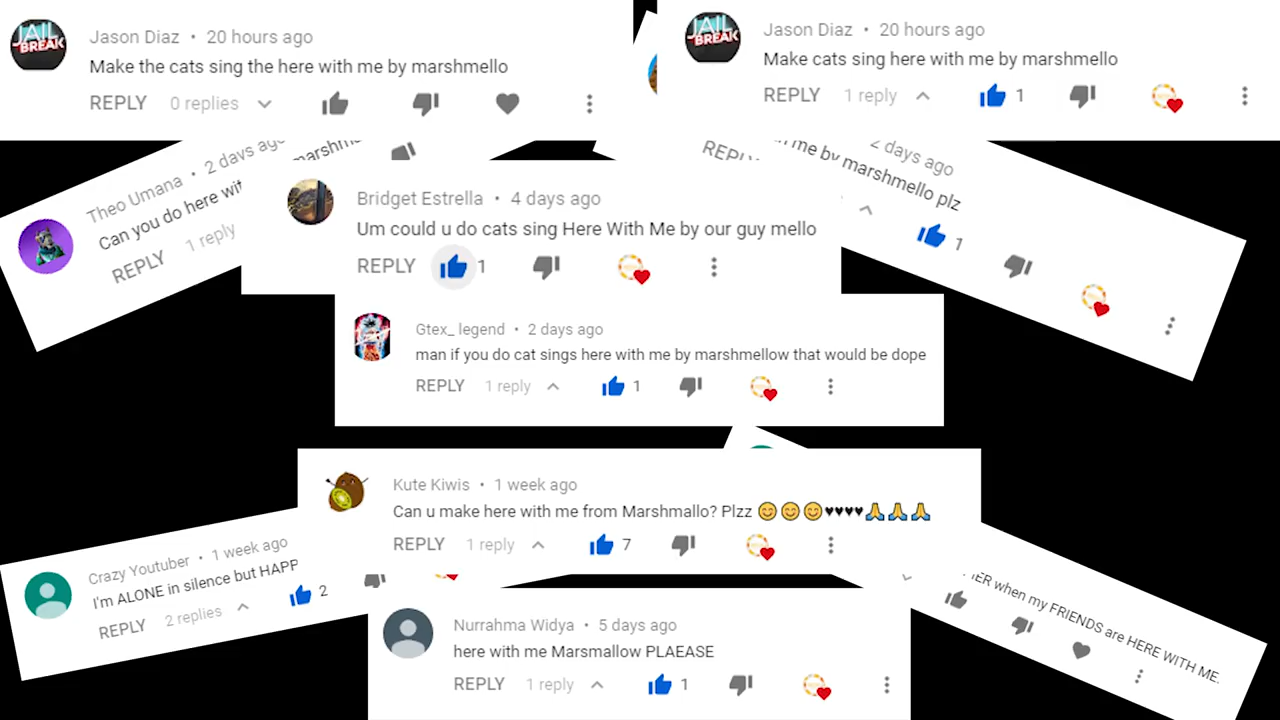 JAIL
BREAK
Jason Diaz • 20 hours ago
Make the cats sing the here with me by marshmello
REPLY 0 replies
JAIL
BREAK
Jason Diaz • 20 hours ago
Make cats sing here with me by marshmello
REPLY 1 reply 1
Theo Umana • 2 days ago
Can you do here wit
REPLY 1 reply
marshm
REPL
2 days ago
me by marshmello plz
1
Bridget Estrella • 4 days ago
Um could u do cats sing Here With Me by our guy mello
REPLY 1
Gtex_ legend • 2 days ago
man if you do cat sings here with me by marshmellow that would be dope
REPLY 1 reply 1
Kute Kiwis • 1 week ago
Can u make here with me from Marshmallo? Plzz 😊😊😊♥♥♥♥🙏🙏🙏
REPLY 1 reply 7
Crazy Youtuber • 1 week ago
I'm ALONE in silence but HAPP
REPLY 2 replies 2
when my FRIENDS are HERE WITH ME.
Nurrahma Widya • 5 days ago
here with me Marsmallow PLAEASE
REPLY 1 reply 1